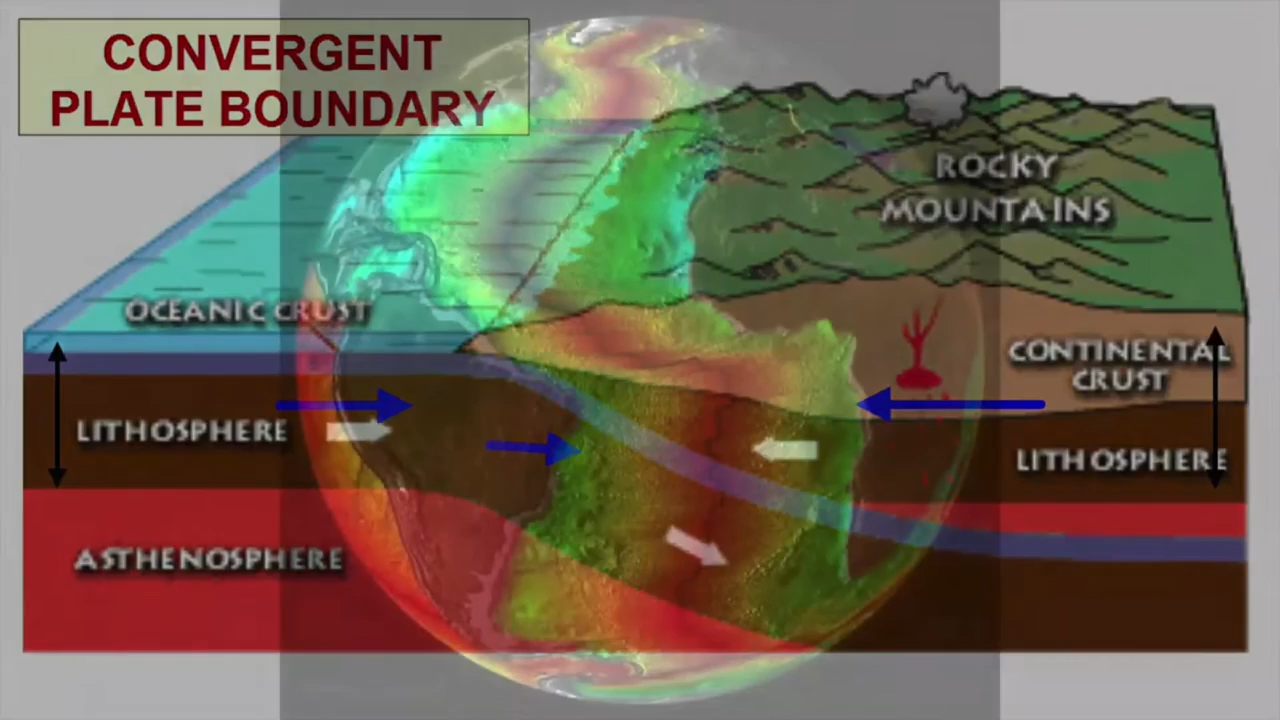 CONVERGENT
PLATE BOUNDARY
ROCKY
MOUNTAINS
OCEANIC CRUST
CONTINENTAL
CRUST
LITHOSPHERE
LITHOSPHERE
ASTHENOSPHERE